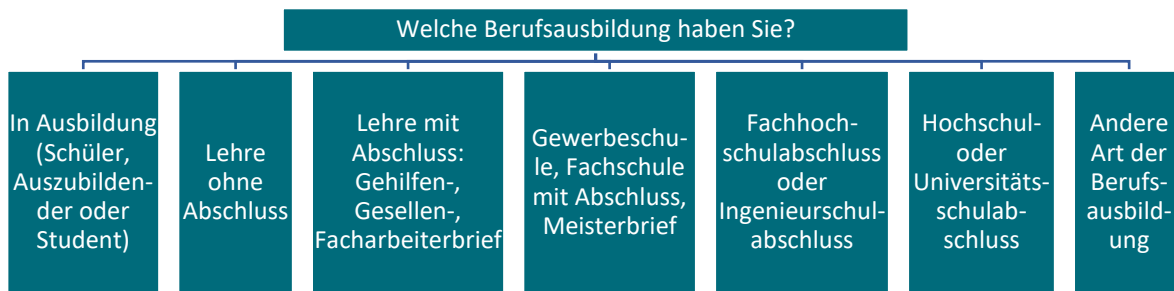 Welche Berufsausbildung haben Sie?
In Ausbildung
(Schüler,
Auszubilden-
der oder
Student)
Lehre
ohne
Abschluss
Lehre mit
Abschluss:
Gehilfen-,
Gesellen-,
Facharbeiterbrief
Gewerbeschu-
le, Fachschule
mit Abschluss,
Meisterbrief
Fachhoch-
schulabschluss
oder
Ingenieurschul-
abschluss
Hochschul-
oder
Universitäts-
schulab-
schluss
Andere
Art der
Berufs-
ausbild-
ung